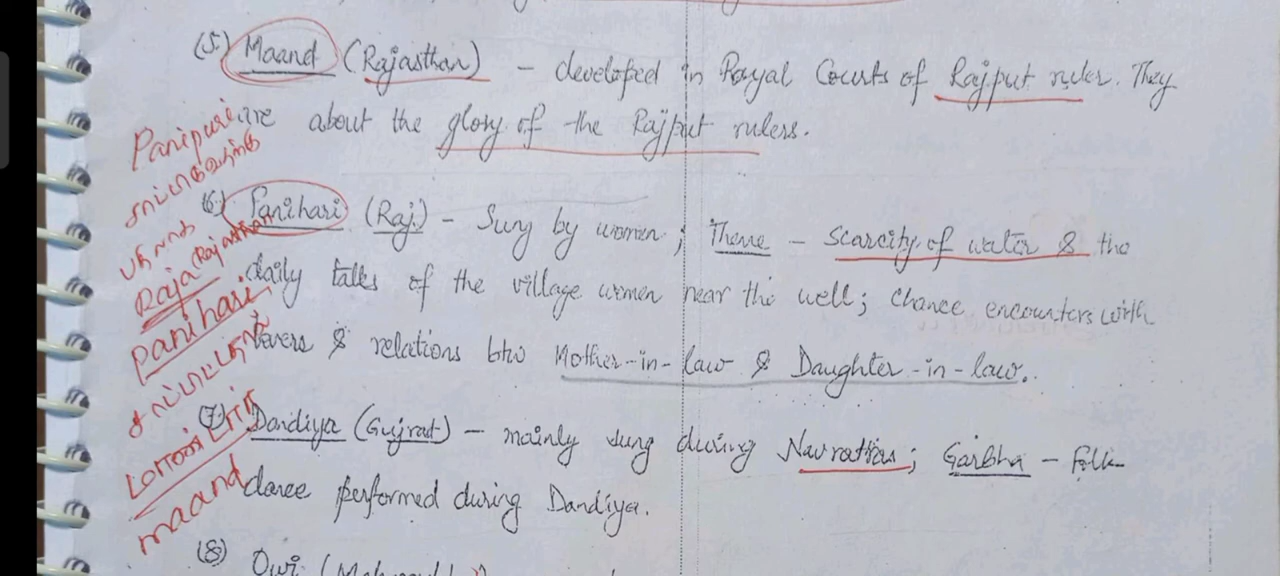 (5.) Maand (Rajasthan) - developed in Royal Courts of Rajput ruler. They
are about the glory of the Rajput rulers.
(6) Panihari (Raj.) - Sung by women; Theme - Scarcity of water & the
daily talks of the village women near the well; Chance encounters with
lovers & relations btw Mother-in-law & Daughter-in-law.
(7) Dandiya (Gujrat) - mainly sung during Navratras; Garbha - Folk
dance performed during Dandiya.
(8) Owi
Panipuri
Raja (Rajasthan)
Panihari
maand